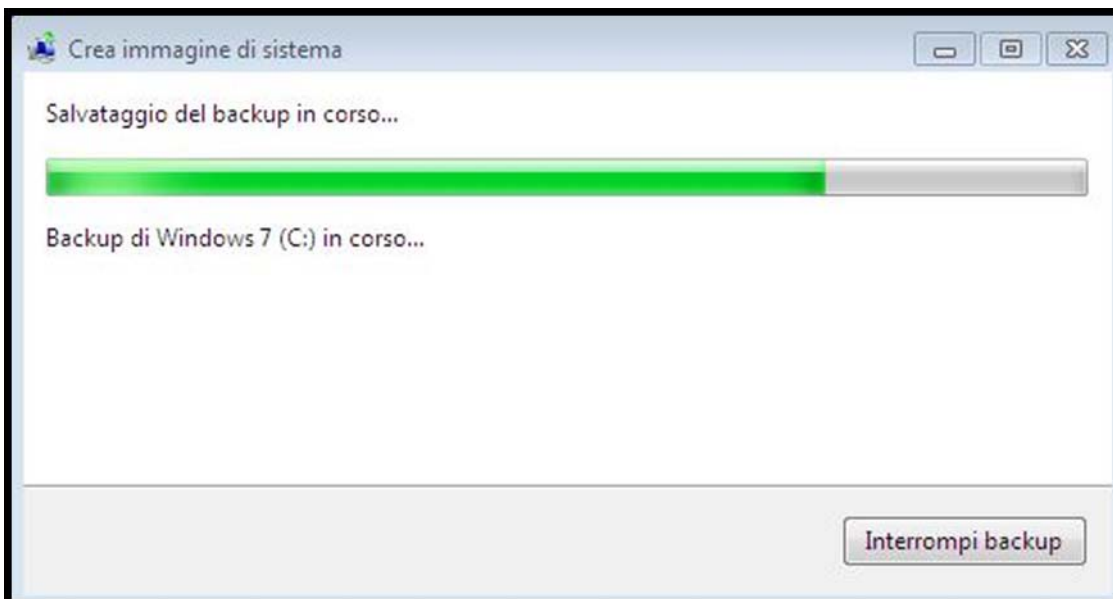 Crea immagine di sistema
Salvataggio del backup in corso...
Backup di Windows 7 (C:) in corso...
Interrompi backup